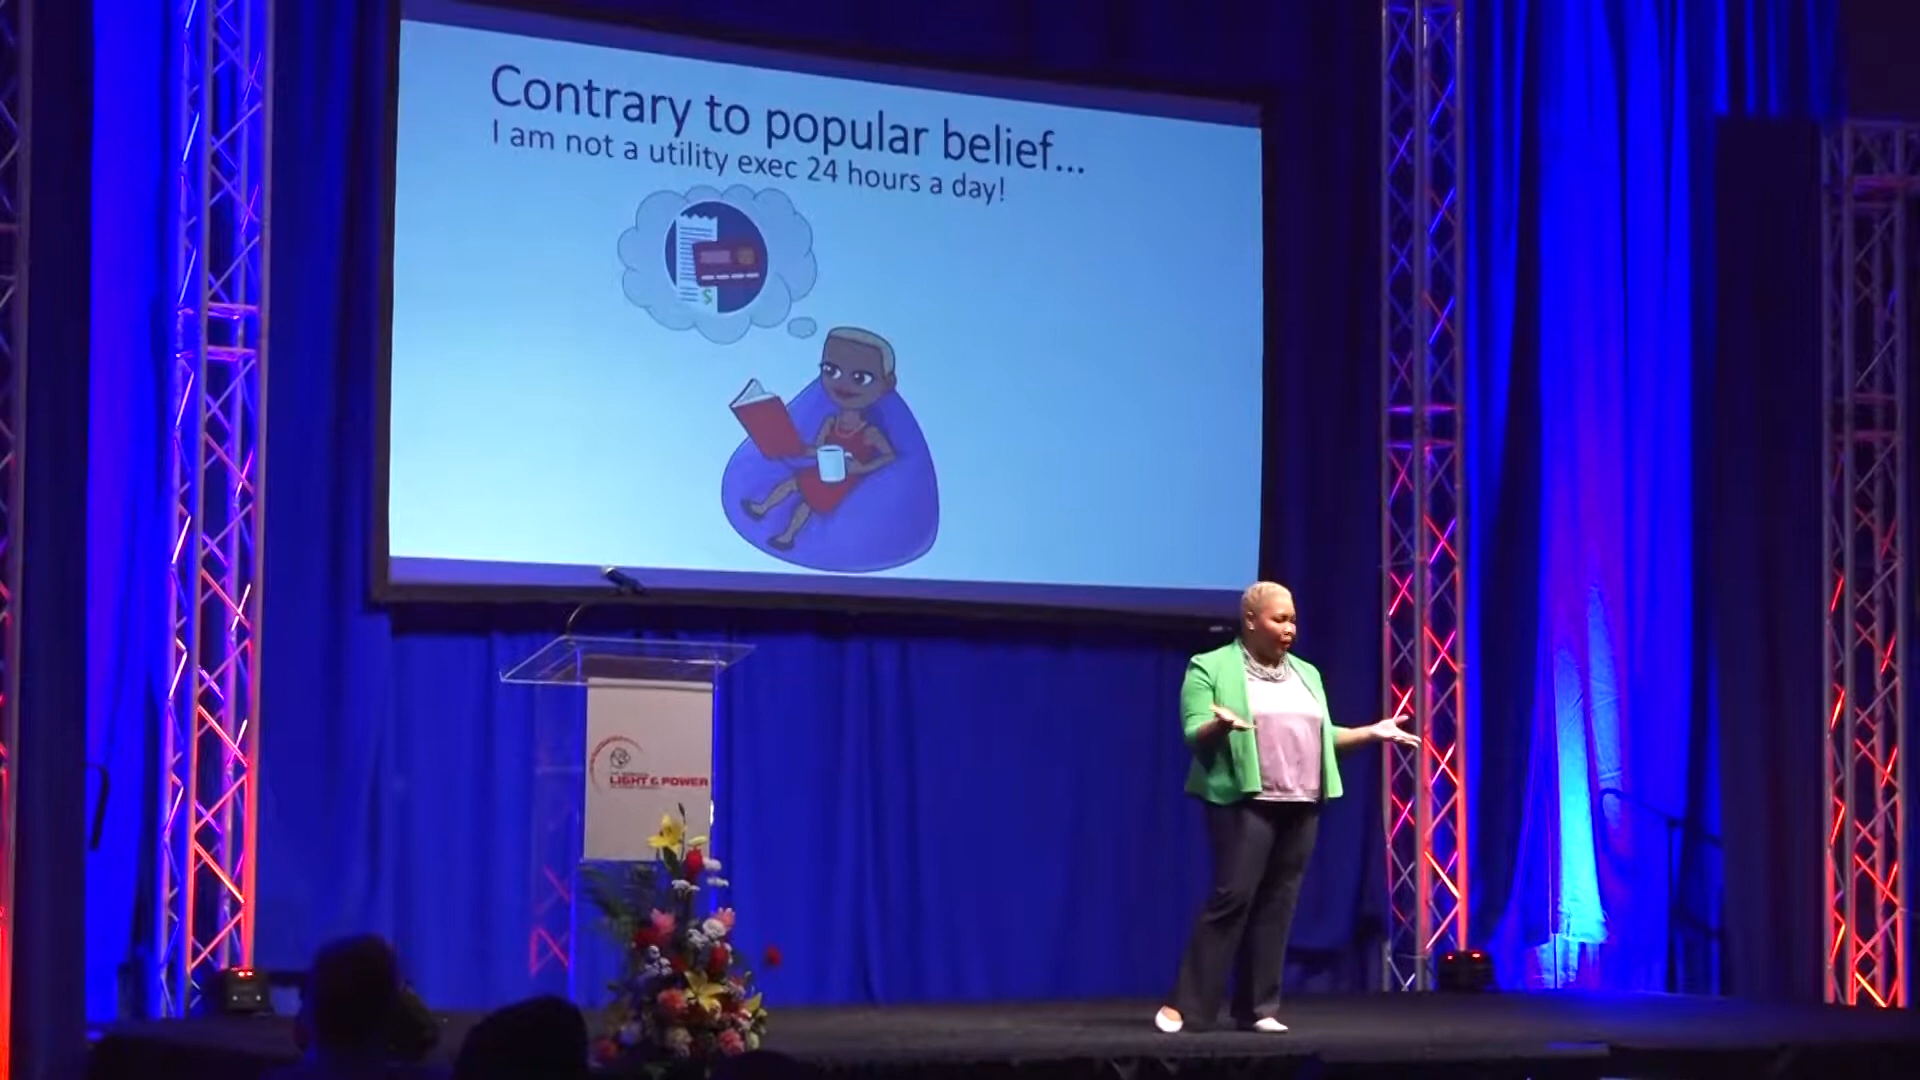 Contrary to popular belief...
I am not a utility exec 24 hours a day!
$
LIGHT & POWER